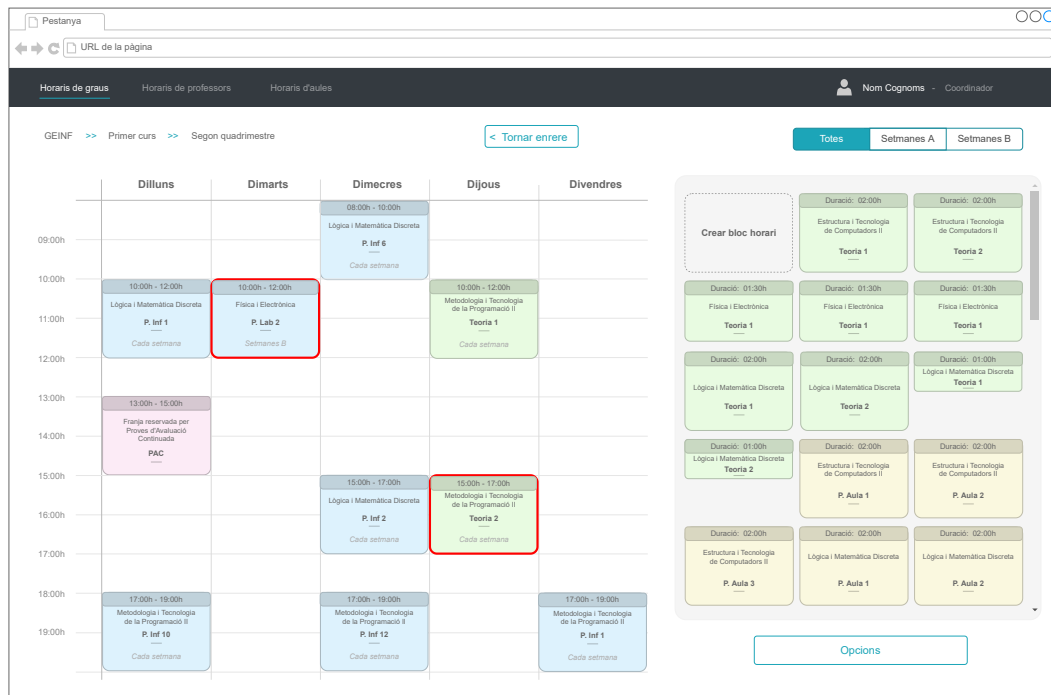 Pestanya
URL de la pàgina
Horaris de graus
Horaris de professors
Horaris d'aules
Nom Cognoms - Coordinador
GEINF >> Primer curs >> Segon quadrimestre
< Tornar enrere
Totes
Setmanes A
Setmanes B
Dilluns
Dimarts
Dimecres
Dijous
Divendres
09:00h
10:00h
11:00h
12:00h
13:00h
14:00h
15:00h
16:00h
17:00h
18:00h
19:00h
10:00h - 12:00h
Lògica i Matemàtica Discreta
P. Inf 1
Cada setmana
13:00h - 15:00h
Franja reservada per
Proves d'Avaluació
Continuada
PAC
17:00h - 19:00h
Metodologia i Tecnologia
de la Programació II
P. Inf 10
Cada setmana
10:00h - 12:00h
Física i Electrònica
P. Lab 2
Setmanes B
08:00h - 10:00h
Lògica i Matemàtica Discreta
P. Inf 6
Cada setmana
15:00h - 17:00h
Lògica i Matemàtica Discreta
P. Inf 2
Cada setmana
17:00h - 19:00h
Metodologia i Tecnologia
de la Programació II
P. Inf 12
Cada setmana
10:00h - 12:00h
Metodologia i Tecnologia
de la Programació II
Teoria 1
Cada setmana
15:00h - 17:00h
Metodologia i Tecnologia
de la Programació II
Teoria 2
Cada setmana
17:00h - 19:00h
Metodologia i Tecnologia
de la Programació II
P. Inf 1
Cada setmana
Crear bloc horari
Duració: 02:00h
Estructura i Tecnologia
de Computadors II
Teoria 1
Duració: 02:00h
Estructura i Tecnologia
de Computadors II
Teoria 2
Duració: 01:30h
Física i Electrònica
Teoria 1
Duració: 01:30h
Física i Electrònica
Teoria 1
Duració: 01:30h
Física i Electrònica
Teoria 1
Duració: 02:00h
Lògica i Matemàtica Discreta
Teoria 1
Duració: 02:00h
Lògica i Matemàtica Discreta
Teoria 2
Duració: 01:00h
Lògica i Matemàtica Discreta
Teoria 1
Duració: 01:00h
Lògica i Matemàtica Discreta
Teoria 2
Duració: 02:00h
Estructura i Tecnologia
de Computadors II
P. Aula 1
Duració: 02:00h
Estructura i Tecnologia
de Computadors II
P. Aula 2
Duració: 02:00h
Estructura i Tecnologia
de Computadors II
P. Aula 3
Duració: 02:00h
Lògica i Matemàtica Discreta
P. Aula 1
Duració: 02:00h
Lògica i Matemàtica Discreta
P. Aula 2
Opcions